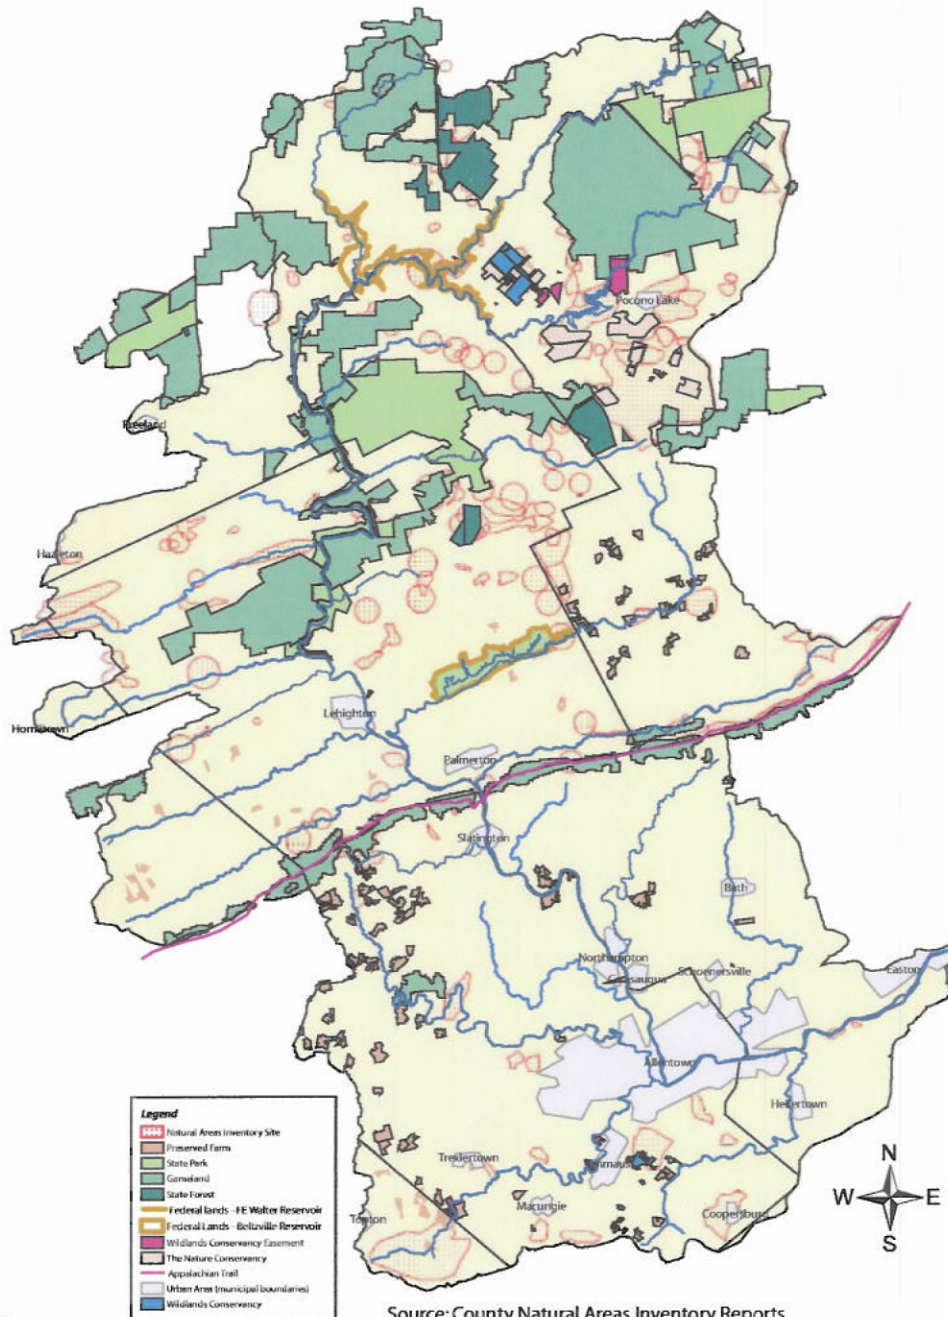 Pocono Lake
Freeland
Hazleton
Hometown
Lehighton
Palmerton
Slatington
Bath
Northampton
Catasauqua
Schoenersville
Easton
Allentown
Hellertown
Treklertown
Emmaus
Macungie
Coopersburg
Topton
N
W
E
S
Legend
Natural Areas Inventory Site
Preserved Farm
State Park
Gameland
State Forest
Federal lands - FE Walter Reservoir
Federal Lands - Beltzville Reservoir
Wildlands Conservancy Easement
The Nature Conservancy
Appalachian Trail
Urban Area (municipal boundaries)
Wildlands Conservancy
Source: County Natural Areas Inventory Reports